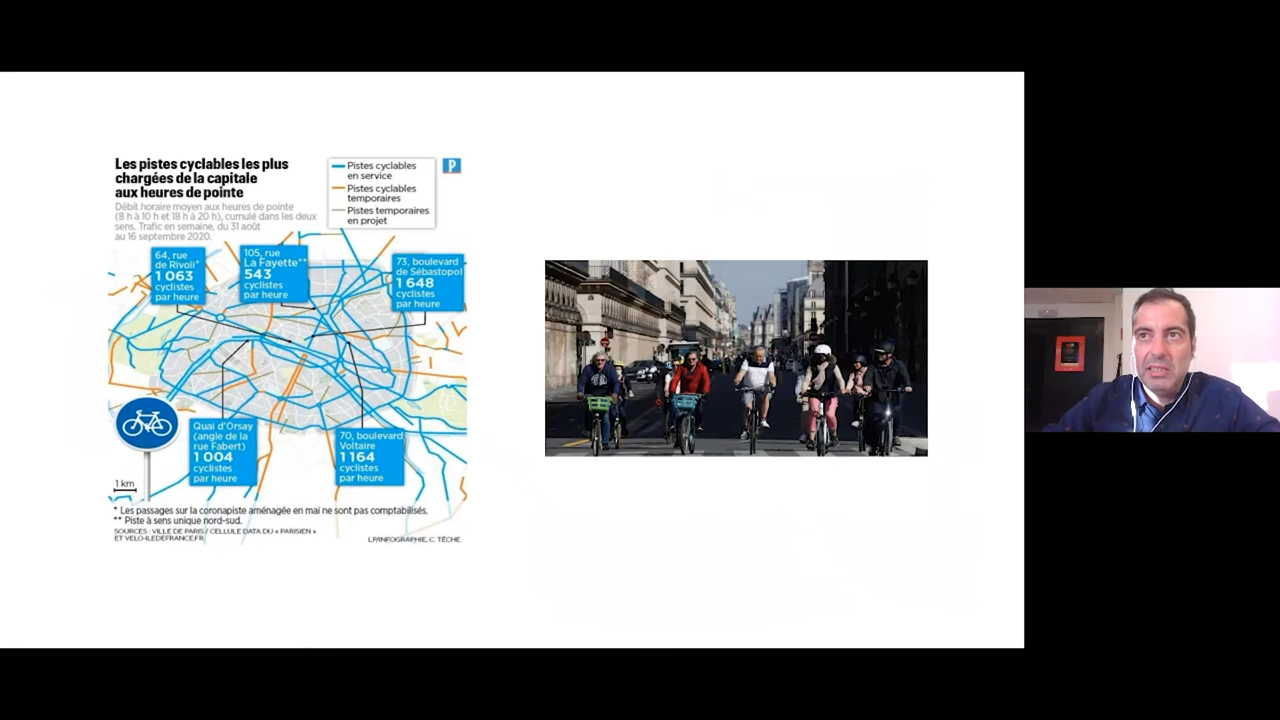 Les pistes cyclables les plus
chargées de la capitale
aux heures de pointe
Débit horaire moyen aux heures de pointe
(8 h à 10 h et 18 h à 20 h), cumulé dans les deux
sens. Trafic en semaine, du 31 août
au 16 septembre 2020.
Pistes cyclables
en service
Pistes cyclables
temporaires
Pistes temporaires
en projet
P
64, rue
de Rivoli*
1 063
cyclistes
par heure
105, rue
La Fayette**
543
cyclistes
par heure
73, boulevard
de Sébastopol
1 648
cyclistes
par heure
Quai d'Orsay
(angle de la
rue Fabert)
1 004
cyclistes
par heure
70, boulevard
Voltaire
1 164
cyclistes
par heure
1 km
* Les passages sur la coronapiste aménagée en mai ne sont pas comptabilisés.
** Piste à sens unique nord-sud.
SOURCES : VILLE DE PARIS / CELLULE DATA DU « PARISIEN »
ET VELO-ILEDEFRANCE.FR.
LP/INFOGRAPHIE, C. TÊCHE.